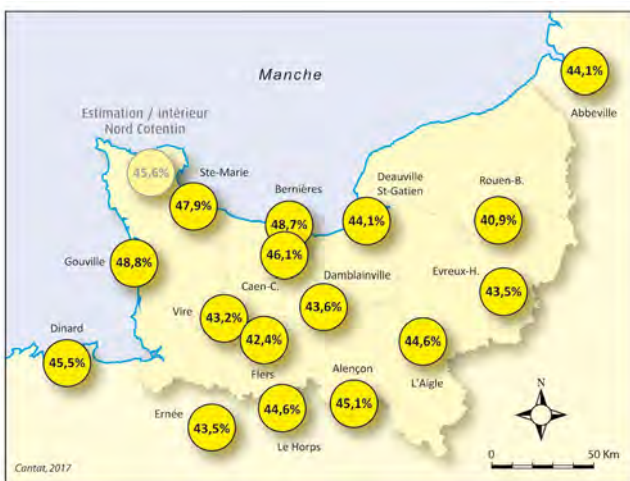 Manche
44,1%
Abbeville
Estimation / intérieur
Nord Cotentin
45,6%
Ste-Marie
47,9%
Bernières
48,7%
Deauville
St-Gatien
44,1%
Rouen-B.
40,9%
46,1%
Caen-C.
Gouville
48,8%
Damblainville
43,6%
Evreux-H.
43,5%
Vire
43,2%
42,4%
Flers
44,6%
L'Aigle
Dinard
45,5%
Alençon
45,1%
Ernée
43,5%
44,6%
Le Horps
N
0 50 Km
Cantat, 2017